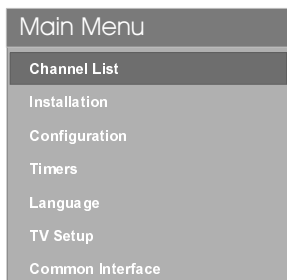 Main Menu
Channel List
Installation
Configuration
Timers
Language
TV Setup
Common Interface